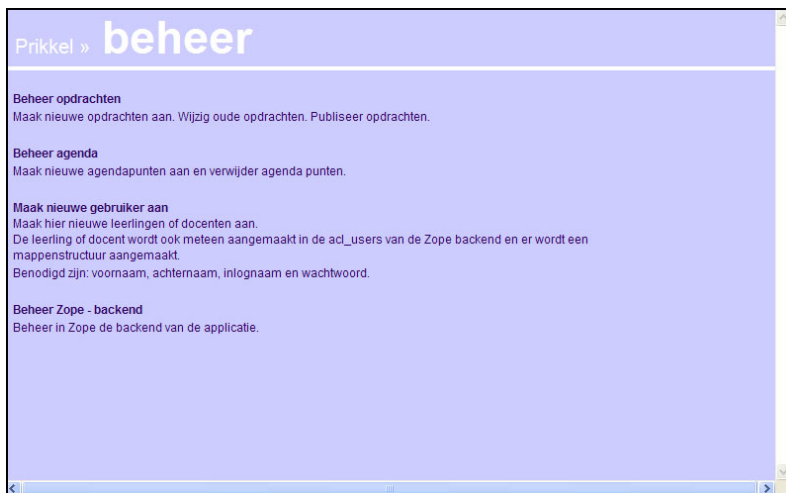 Prikkel » beheer
Beheer opdrachten
Maak nieuwe opdrachten aan. Wijzig oude opdrachten. Publiseer opdrachten.
Beheer agenda
Maak nieuwe agendapunten aan en verwijder agenda punten.
Maak nieuwe gebruiker aan
Maak hier nieuwe leerlingen of docenten aan.
De leerling of docent wordt ook meteen aangemaakt in de acl_users van de Zope backend en er wordt een
mappenstructuur aangemaakt.
Benodigd zijn: voornaam, achternaam, inlognaam en wachtwoord.
Beheer Zope - backend
Beheer in Zope de backend van de applicatie.